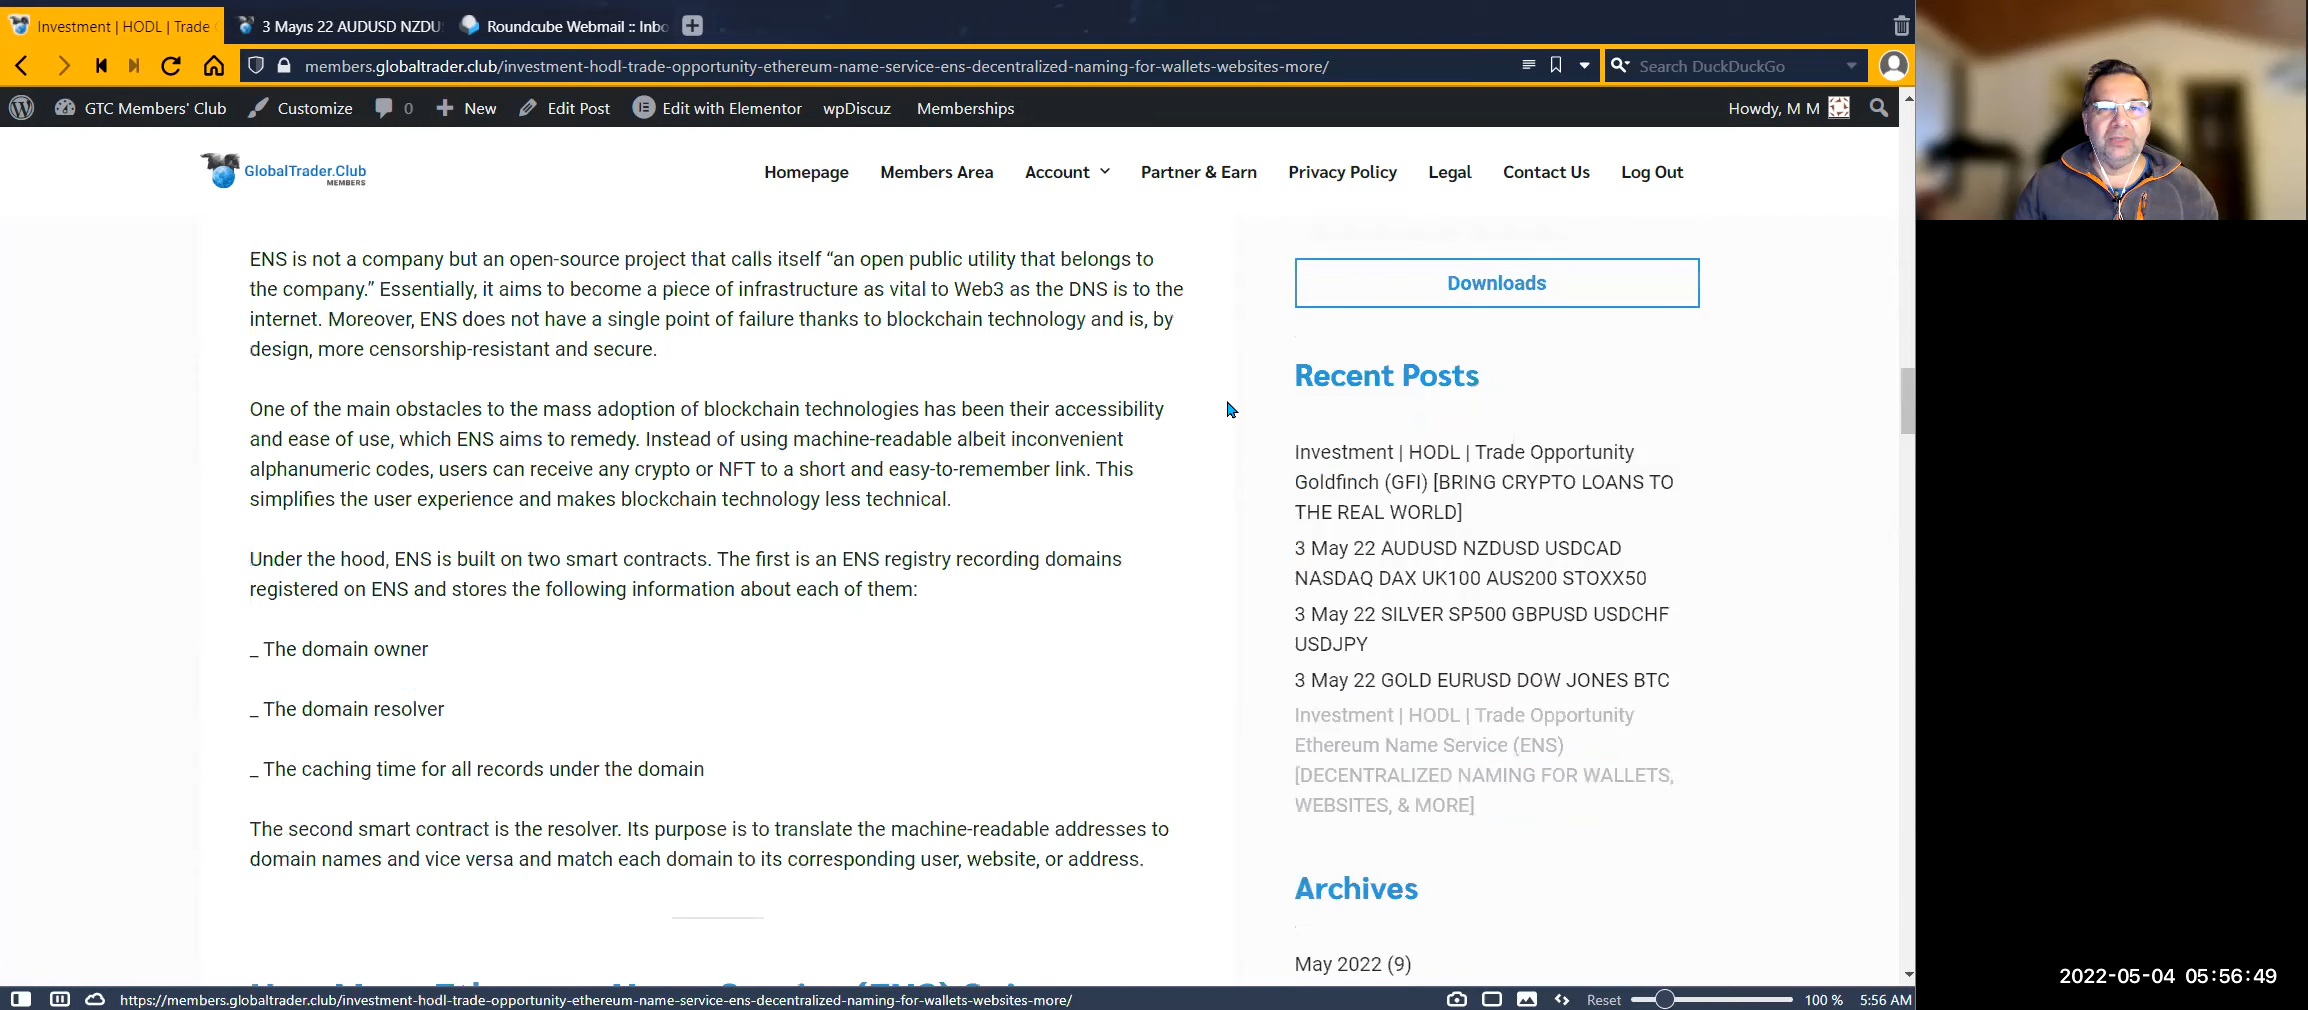 Investment | HODL | Trade
3 Mayıs 22 AUDUSD NZDU
Roundcube Webmail :: Inbo
members.globaltrader.club/investment-hodl-trade-opportunity-ethereum-name-service-ens-decentralized-naming-for-wallets-websites-more/
Search DuckDuckGo
GTC Members' Club
Customize
0
New
Edit Post
Edit with Elementor
wpDiscuz
Memberships
Howdy, M M
GlobalTrader.Club
MEMBERS
Homepage
Members Area
Account
Partner & Earn
Privacy Policy
Legal
Contact Us
Log Out
ENS is not a company but an open-source project that calls itself “an open public utility that belongs to
the company.” Essentially, it aims to become a piece of infrastructure as vital to Web3 as the DNS is to the
internet. Moreover, ENS does not have a single point of failure thanks to blockchain technology and is, by
design, more censorship-resistant and secure.
One of the main obstacles to the mass adoption of blockchain technologies has been their accessibility
and ease of use, which ENS aims to remedy. Instead of using machine-readable albeit inconvenient
alphanumeric codes, users can receive any crypto or NFT to a short and easy-to-remember link. This
simplifies the user experience and makes blockchain technology less technical.
Under the hood, ENS is built on two smart contracts. The first is an ENS registry recording domains
registered on ENS and stores the following information about each of them:
_ The domain owner
_ The domain resolver
_ The caching time for all records under the domain
The second smart contract is the resolver. Its purpose is to translate the machine-readable addresses to
domain names and vice versa and match each domain to its corresponding user, website, or address.
Downloads
Recent Posts
Investment | HODL | Trade Opportunity
Goldfinch (GFI) [BRING CRYPTO LOANS TO
THE REAL WORLD]
3 May 22 AUDUSD NZDUSD USDCAD
NASDAQ DAX UK100 AUS200 STOXX50
3 May 22 SILVER SP500 GBPUSD USDCHF
USDJPY
3 May 22 GOLD EURUSD DOW JONES BTC
Investment | HODL | Trade Opportunity
Ethereum Name Service (ENS)
[DECENTRALIZED NAMING FOR WALLETS,
WEBSITES, & MORE]
Archives
May 2022 (9)
https://members.globaltrader.club/investment-hodl-trade-opportunity-ethereum-name-service-ens-decentralized-naming-for-wallets-websites-more/
Reset
100 %
5:56 AM
2022-05-04 05:56:49